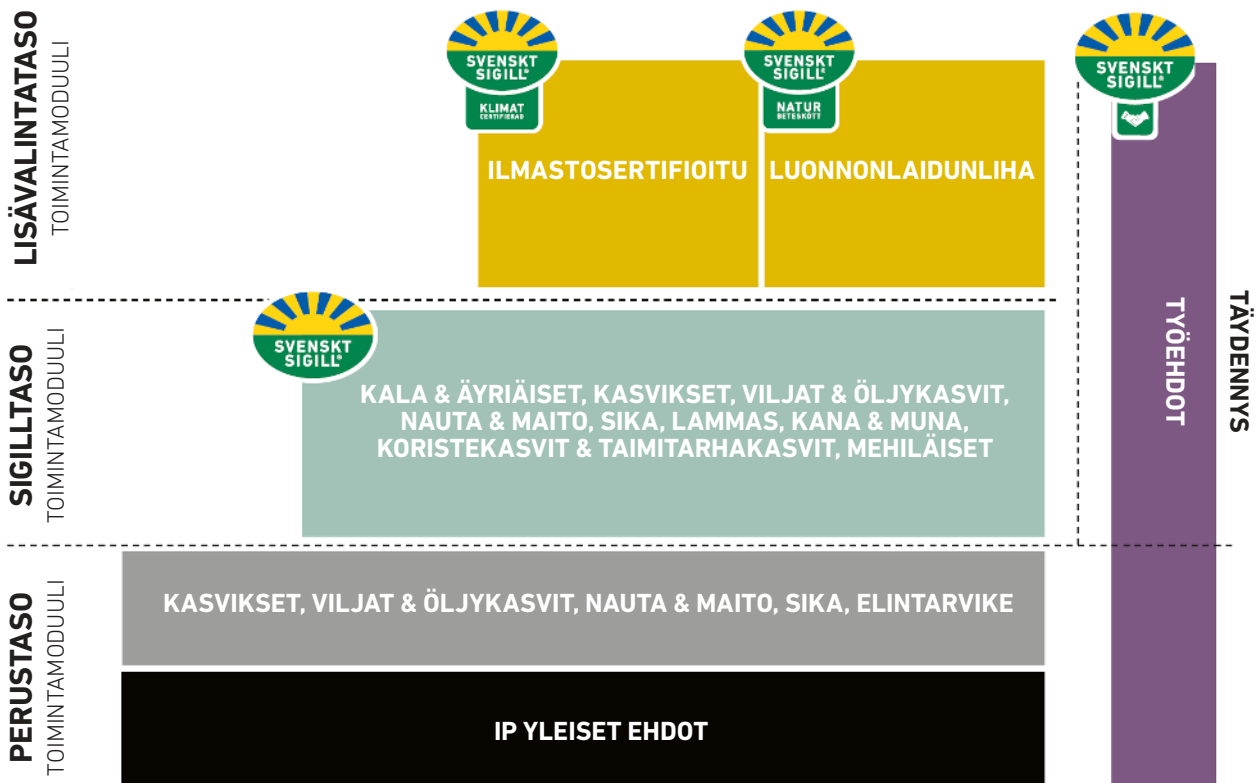 LISÄVALINTATASO
TOIMINTAMODUULI
SVENSKT
SIGILL®
KLIMAT
CERTIFIERAD
SVENSKT
SIGILL®
NATUR
BETESKÖTT
SVENSKT
SIGILL®
ILMASTOSERTIFIOITU
LUONNONLAIDUNLIHA
SIGILLTASO
TOIMINTAMODUULI
SVENSKT
SIGILL®
KALA & ÄYRIÄISET, KASVIKSET, VILJAT & ÖLJYKASVIT,
NAUTA & MAITO, SIKA, LAMMAS, KANA & MUNA,
KORISTEKASVIT & TAIMITARHAKASVIT, MEHILÄISET
TYÖEHDOT
TÄYDENNYS
PERUSTASO
TOIMINTAMODUULI
KASVIKSET, VILJAT & ÖLJYKASVIT, NAUTA & MAITO, SIKA, ELINTARVIKE
IP YLEISET EHDOT